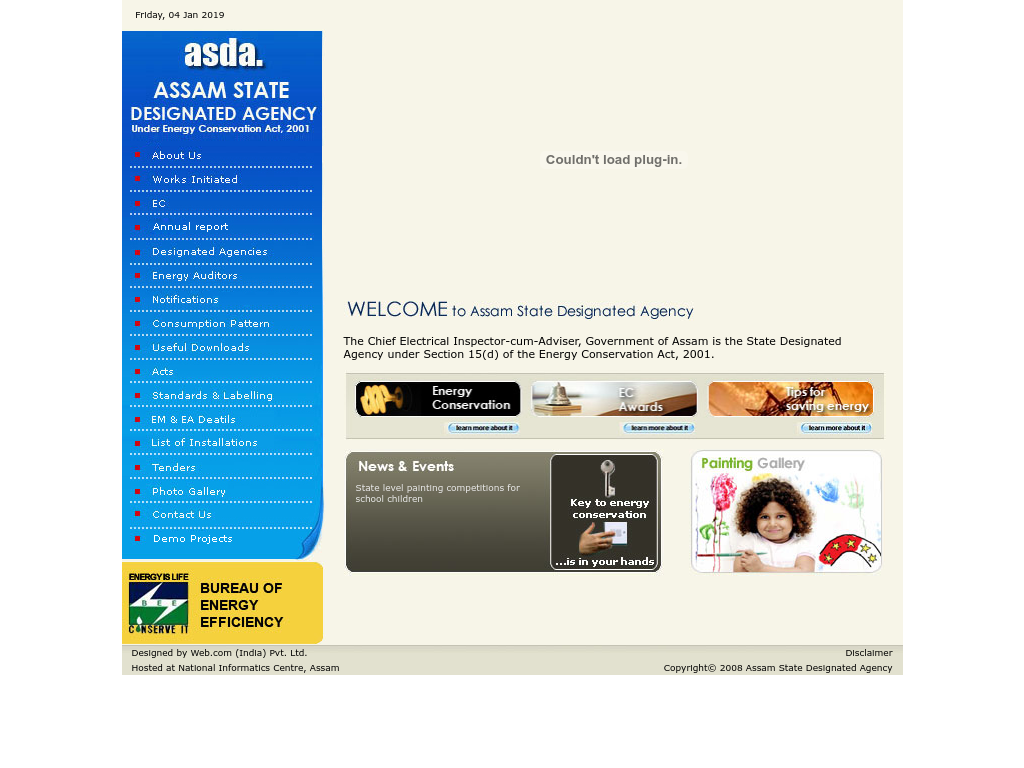 Friday, 04 Jan 2019
asda.
ASSAM STATE
DESIGNATED AGENCY
Under Energy Conservation Act, 2001
About Us
Works Initiated
EC
Annual report
Designated Agencies
Energy Auditors
Notifications
Consumption Pattern
Useful Downloads
Acts
Standards & Labelling
EM & EA Deatils
List of Installations
Tenders
Photo Gallery
Contact Us
Demo Projects
ENERGY IS LIFE
BEE
CONSERVE IT
BUREAU OF
ENERGY
EFFICIENCY
Couldn't load plug-in.
WELCOME to Assam State Designated Agency
The Chief Electrical Inspector-cum-Adviser, Government of Assam is the State Designated
Agency under Section 15(d) of the Energy Conservation Act, 2001.
Energy
Conservation
learn more about it
EC
Awards
learn more about it
Tips for
saving energy
learn more about it
News & Events
State level painting competitions for
school children
Key to energy
conservation
...is in your hands
Painting Gallery
Designed by Web.com (India) Pvt. Ltd.
Disclaimer
Hosted at National Informatics Centre, Assam
Copyright© 2008 Assam State Designated Agency